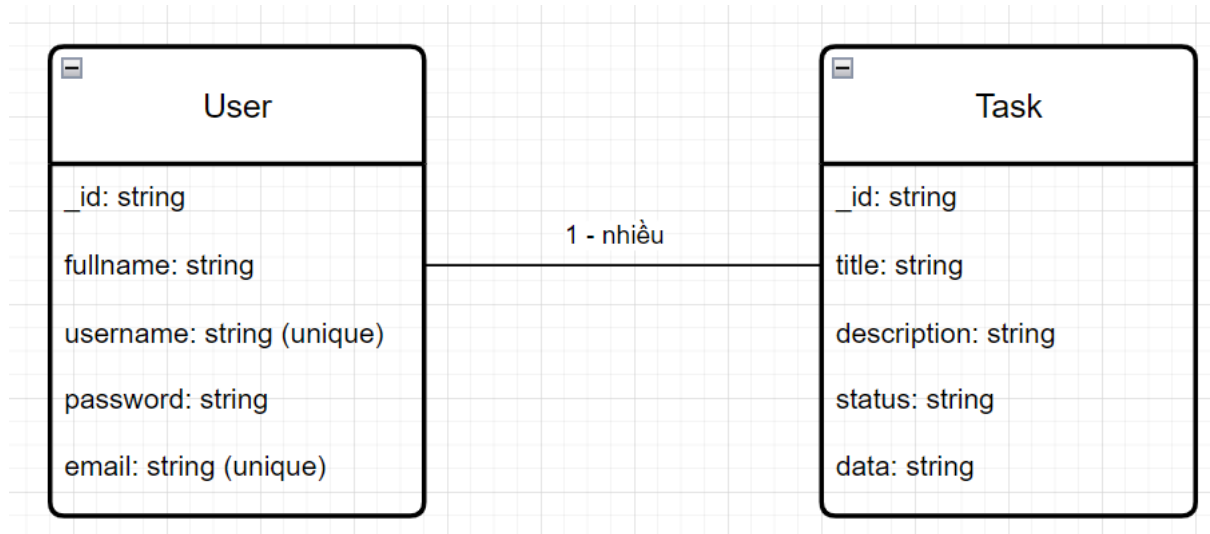 User
_id: string
fullname: string
username: string (unique)
password: string
email: string (unique)
1 - nhiều
Task
_id: string
title: string
description: string
status: string
data: string